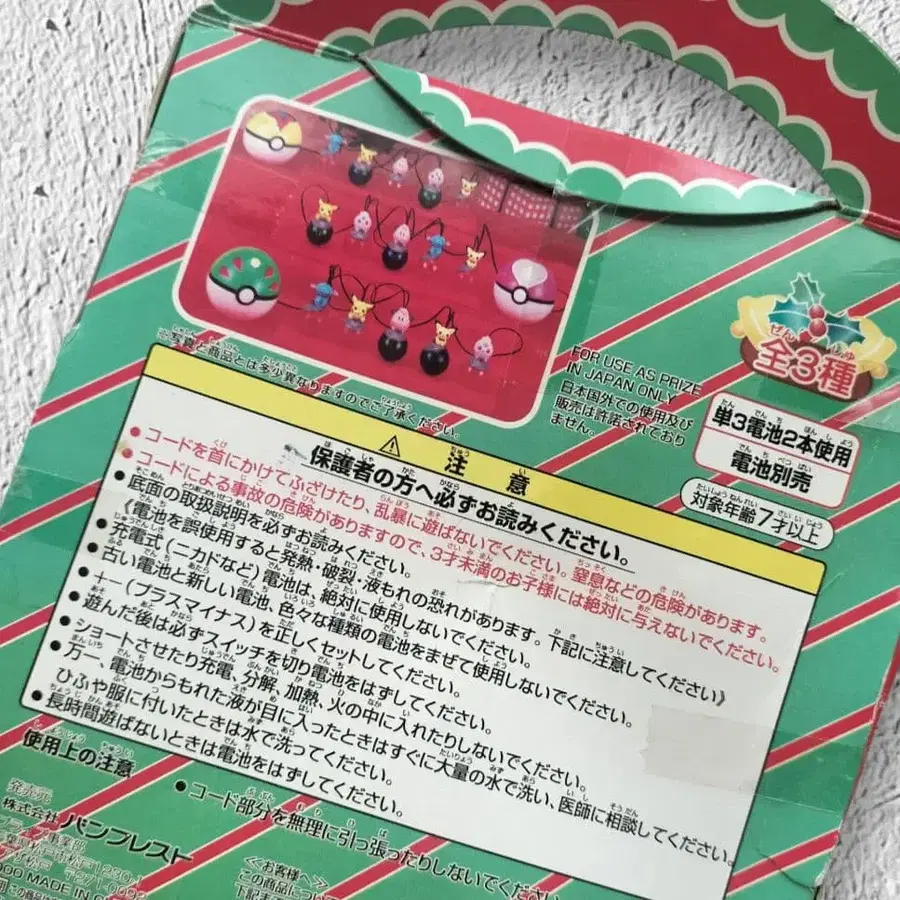 ※写真と商品とは多少異なりますのでご了承ください。
FOR USE AS PRIZE
IN JAPAN ONLY
日本国外での使用及び
販売は許諾されており
ません。
ぜん しゅ
全3種
単3電池2本使用
電池別売
対象年齢7才以上
注意
保護者の方へ必ずお読みください。
●コードを首にかけてふざけたり、乱暴に遊ばないでください。窒息などの危険があります。
●コードによる事故の危険がありますので、3才未満のお子様には絶対に与えないでください。
●底面の取扱説明を必ずお読みください。
《電池を誤使用すると発熱・破裂・液もれの恐れがあります。下記に注意してください》
●充電式(ニカドなど)電池は、絶対に使用しないでください。
●古い電池と新しい電池、色々な種類の電池をまぜて使用しないでください。
●+−(プラスマイナス)を正しくセットしてください。
●遊んだ後は必ずスイッチを切り電池をはずしてください。
●ショートさせたり充電、分解、加熱、火の中に入れたりしないでください。
●万一、電池からもれた液が目に入ったときはすぐに大量の水で洗い、医師に相談してください。
ひふや服に付いたときは水で洗ってください。
●長時間遊ばないときは電池をはずしてください。
使用上の注意
●コード部分を無理に引っ張ったりしないでくだ
発売元
株式会社バンプレスト
《お客様へ》
この商品につい
下記ま